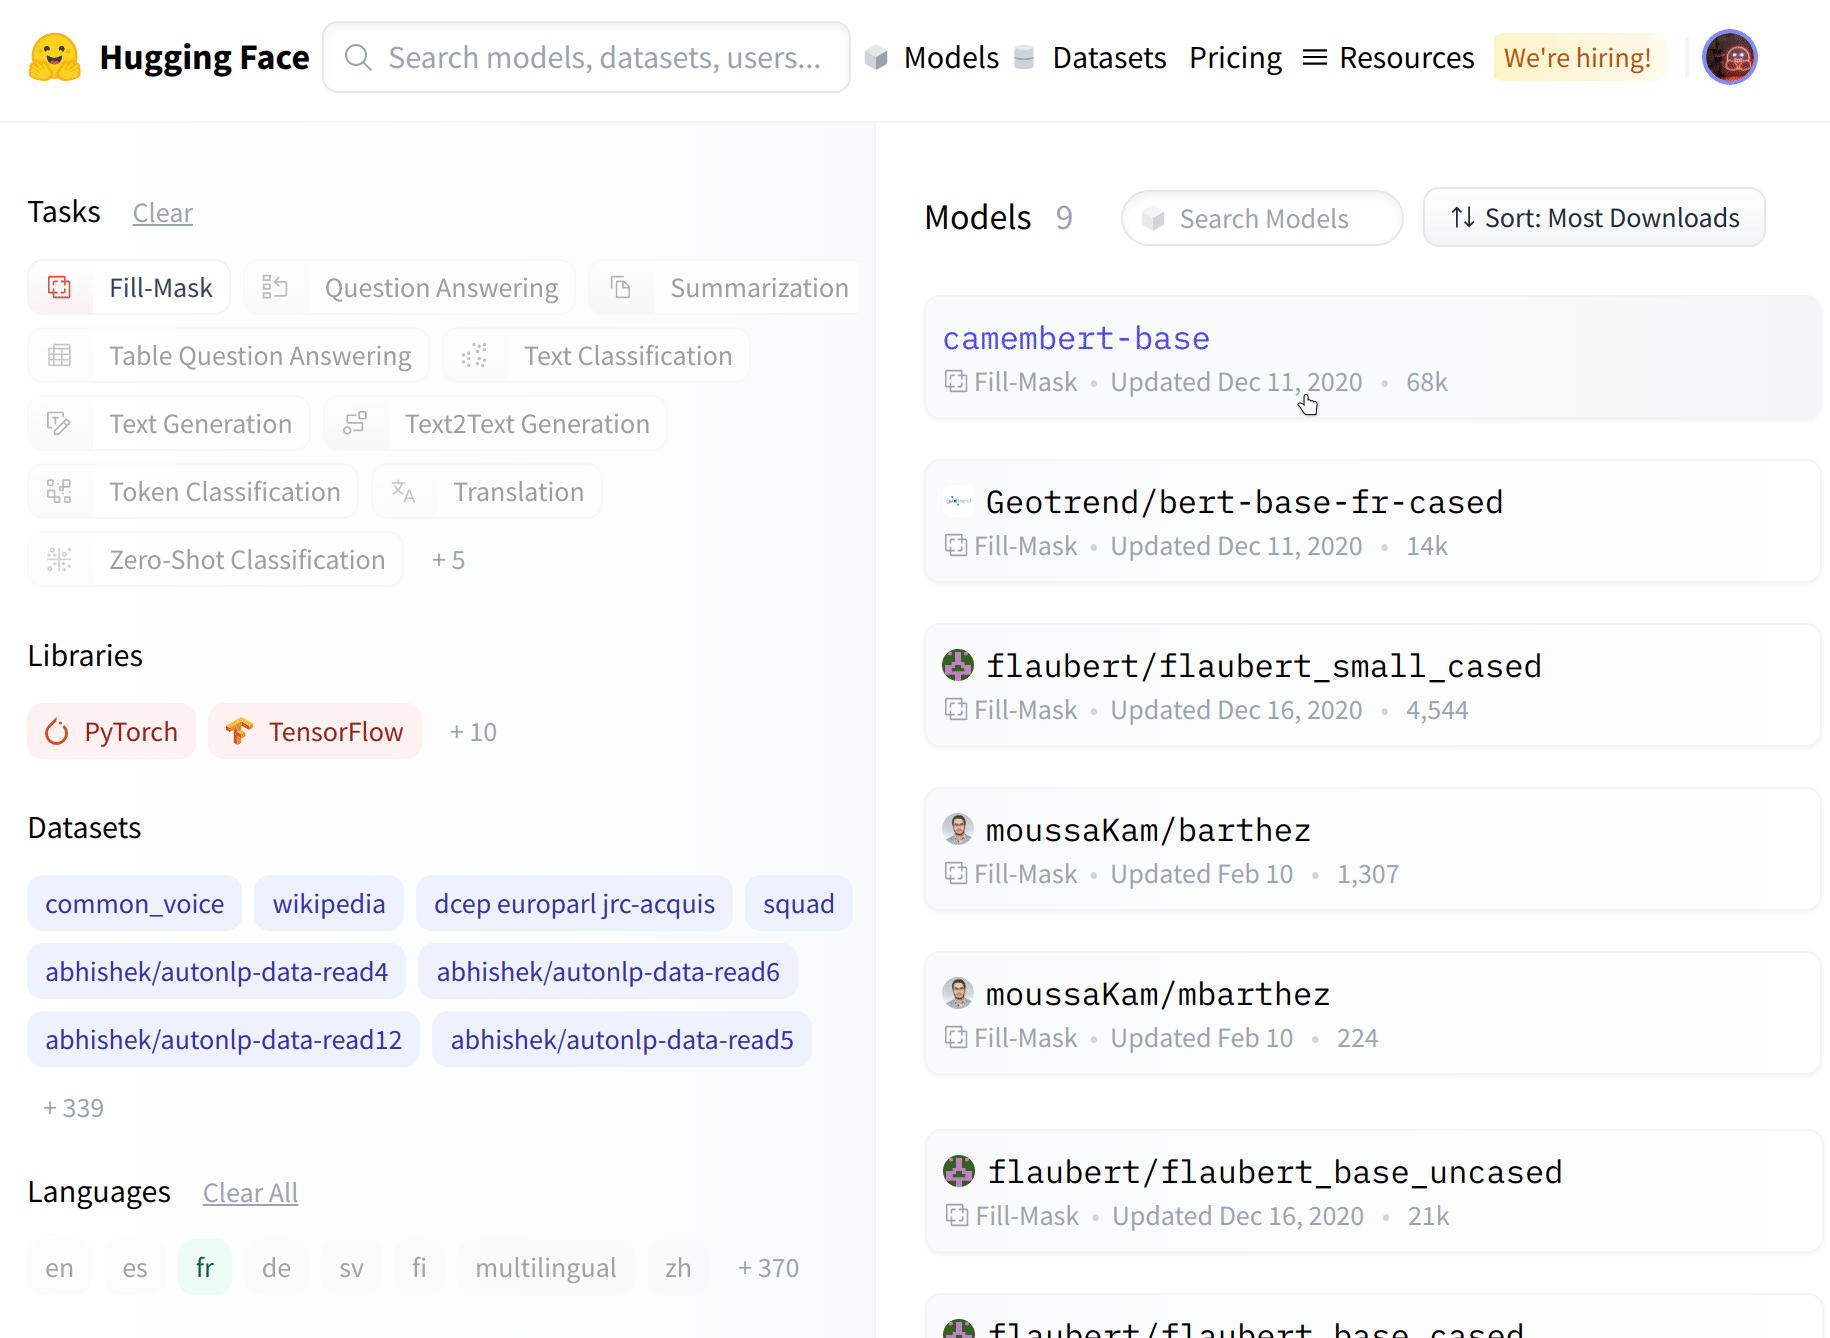 Hugging Face
Search models, datasets, users...
Models
Datasets
Pricing
Resources
We're hiring!
Tasks
Clear
Fill-Mask
Question Answering
Summarization
Table Question Answering
Text Classification
Text Generation
Text2Text Generation
Token Classification
Translation
Zero-Shot Classification
+ 5
Libraries
PyTorch
TensorFlow
+ 10
Datasets
common_voice
wikipedia
dcep europarl jrc-acquis
squad
abhishek/autonlp-data-read4
abhishek/autonlp-data-read6
abhishek/autonlp-data-read12
abhishek/autonlp-data-read5
+ 339
Languages
Clear All
en
es
fr
de
sv
fi
multilingual
zh
+ 370
Models 9
Search Models
Sort: Most Downloads
camembert-base
Fill-Mask • Updated Dec 11, 2020 • 68k
Geotrend/bert-base-fr-cased
Fill-Mask • Updated Dec 11, 2020 • 14k
flaubert/flaubert_small_cased
Fill-Mask • Updated Dec 16, 2020 • 4,544
moussaKam/barthez
Fill-Mask • Updated Feb 10 • 1,307
moussaKam/mbarthez
Fill-Mask • Updated Feb 10 • 224
flaubert/flaubert_base_uncased
Fill-Mask • Updated Dec 16, 2020 • 21k
flaubert/flaubert_base_cased